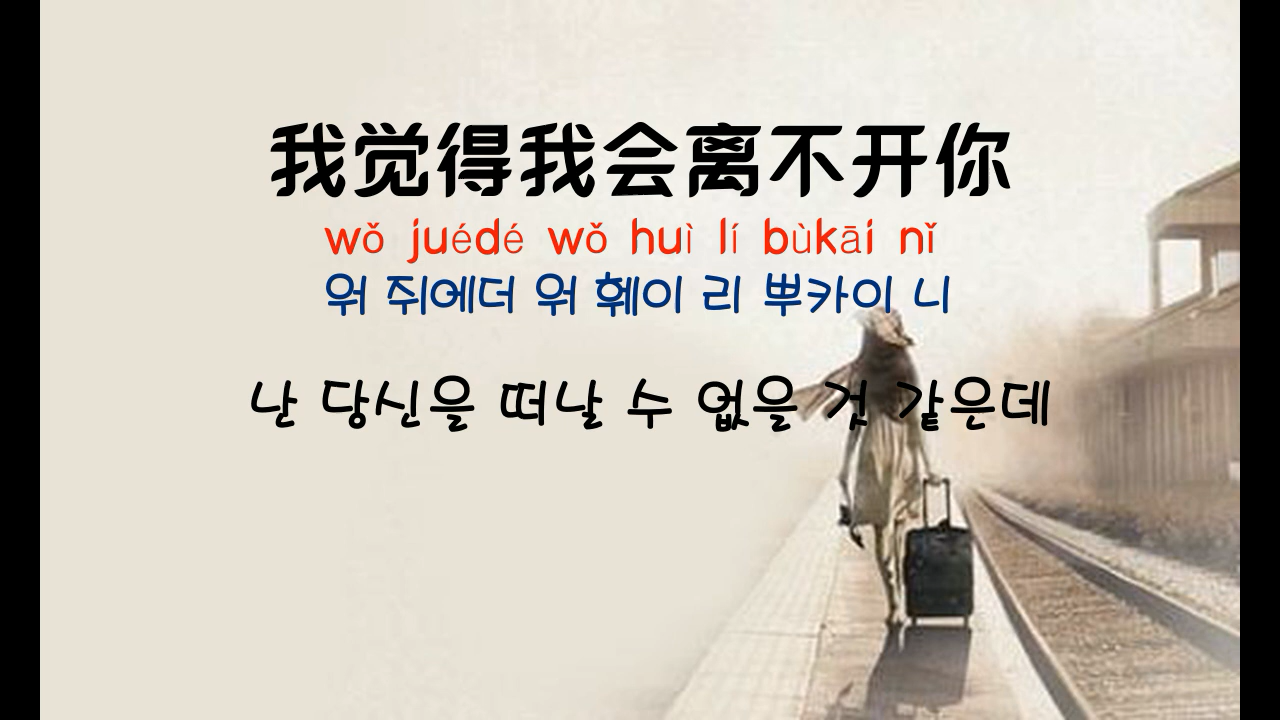 我觉得我会离不开你
wǒ juédé wǒ huì lí bùkāi nǐ
워 쥐에더 워 훼이 리 뿌카이 니
난 당신을 떠날 수 없을 것 같은데